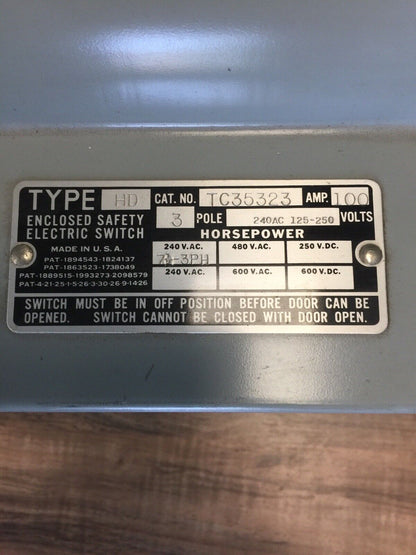 TYPE HD CAT. NO. TC35323 AMP. 100
ENCLOSED SAFETY ELECTRIC SWITCH 3 POLE 240AC 125-250 VOLTS
HORSEPOWER
MADE IN U.S.A.
PAT.-1894543-1824137
PAT.-1863523-1738049
PAT.-1889515-1993273-2098579
PAT-4-21-25-1-5-26-3-30-26-9-14-26
240 V.AC. 480 V.AC. 250 V.DC.
7½-3PH
240 V.AC. 600 V.AC. 600 V.DC.
SWITCH MUST BE IN OFF POSITION BEFORE DOOR CAN BE
OPENED. SWITCH CANNOT BE CLOSED WITH DOOR OPEN.